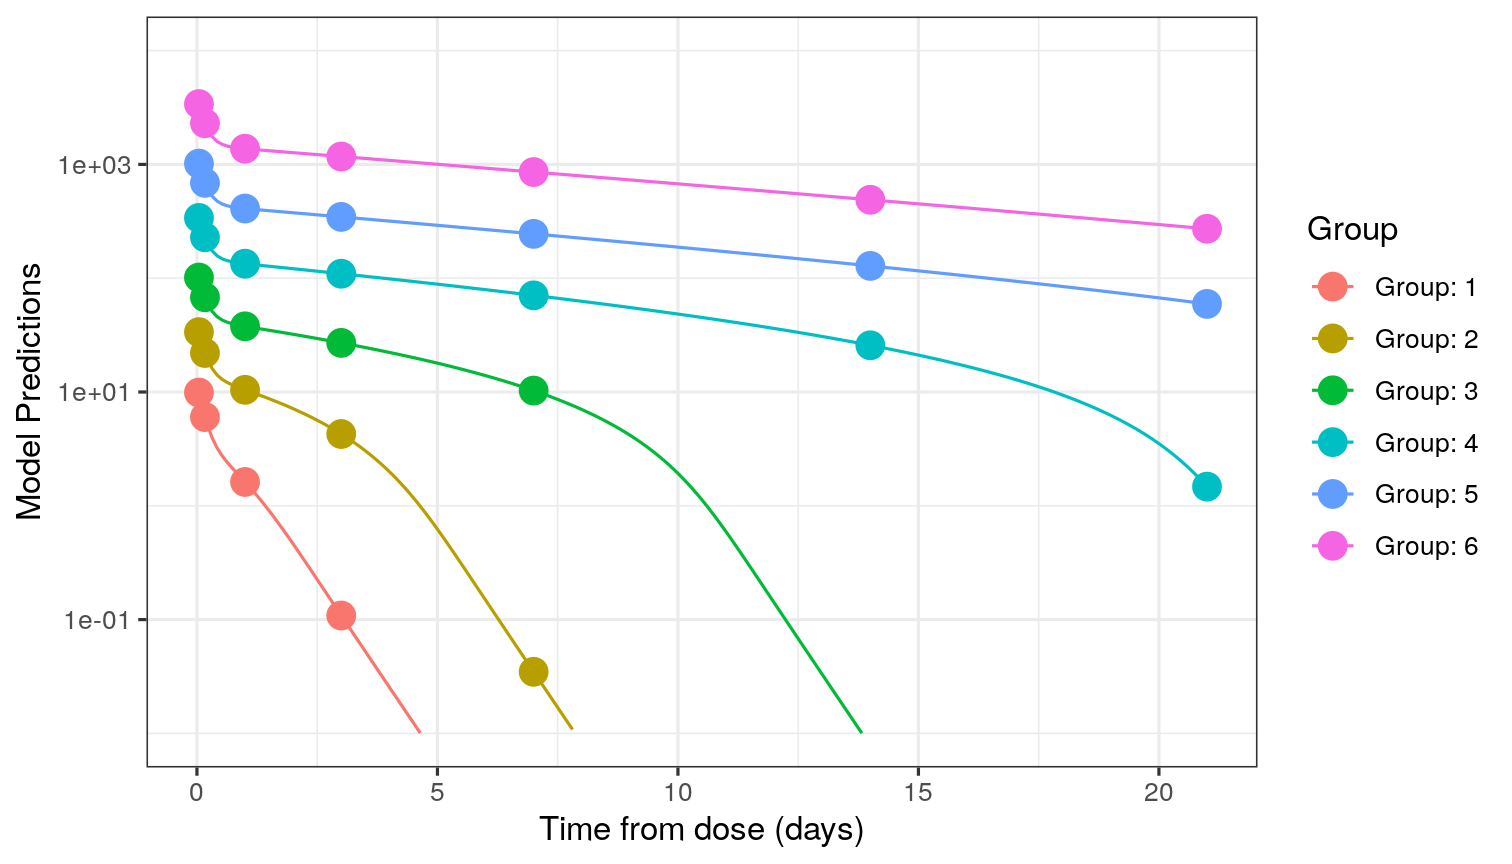 Model Predictions
1e+03
1e+01
1e-01
0 5 10 15 20
Time from dose (days)
Group
Group: 1
Group: 2
Group: 3
Group: 4
Group: 5
Group: 6